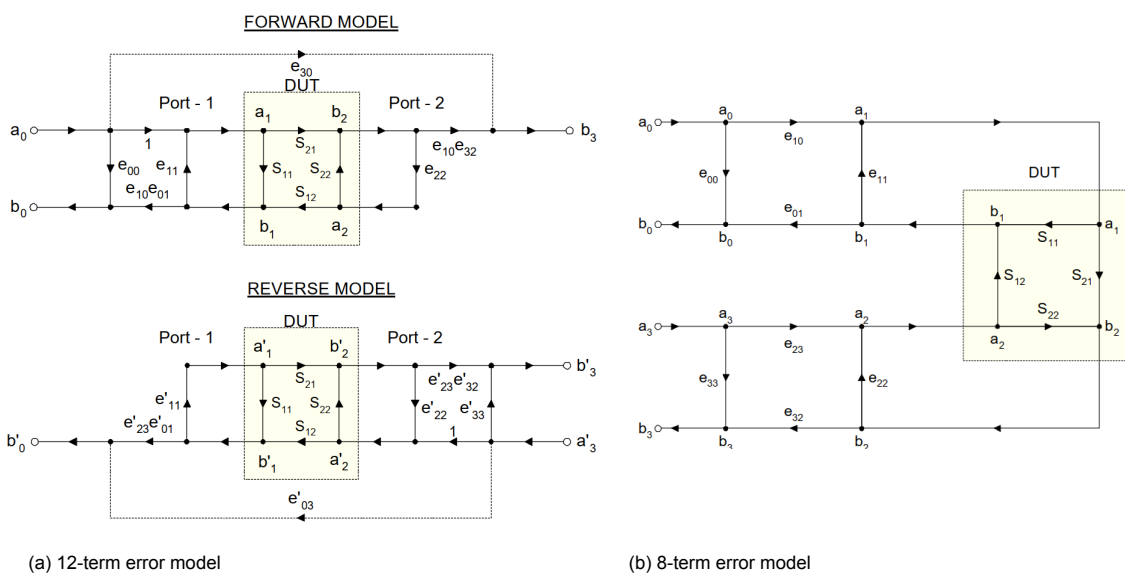 FORWARD MODEL
e30
DUT
Port - 1
Port - 2
a1
b2
a0
b3
1
S21
e10e32
e00
e11
S11
S22
e22
e10e01
S12
b0
b1
a2
REVERSE MODEL
DUT
Port - 1
Port - 2
a'1
b'2
b'3
S21
e'23e'32
e'11
S11
S22
e'22
e'33
e'23e'01
S12
1
b'0
b'1
a'2
a'3
e'03
(a) 12-term error model
a0
a0
a1
e10
e00
e11
DUT
e01
b1
b0
b0
b1
S11
a1
S12
S21
a3
a3
a2
S22
e23
a2
b2
e33
e22
e32
b3
b3
b2
(b) 8-term error model